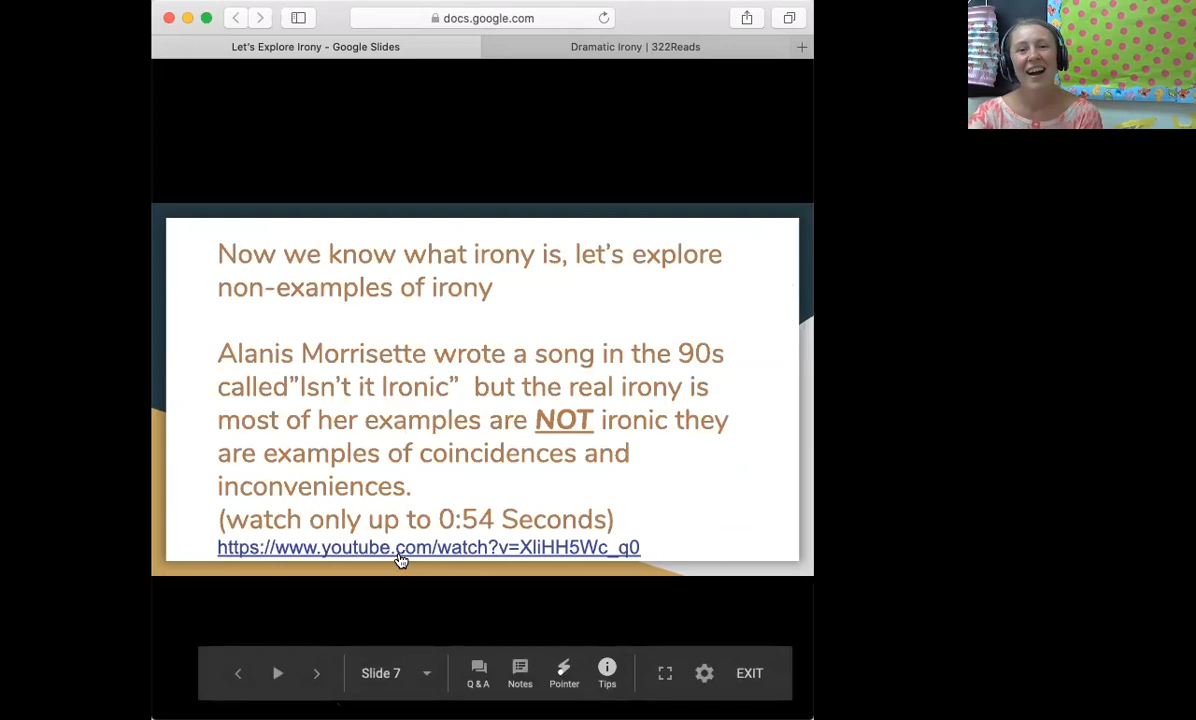 docs.google.com
Let's Explore Irony - Google Slides
Dramatic Irony | 322Reads
Now we know what irony is, let's explore
non-examples of irony
Alanis Morrisette wrote a song in the 90s
called"Isn't it Ironic" but the real irony is
most of her examples are NOT ironic they
are examples of coincidences and
inconveniences.
(watch only up to 0:54 Seconds)
https://www.youtube.com/watch?v=XliHH5Wc_q0
Slide 7
Q & A
Notes
Pointer
Tips
EXIT